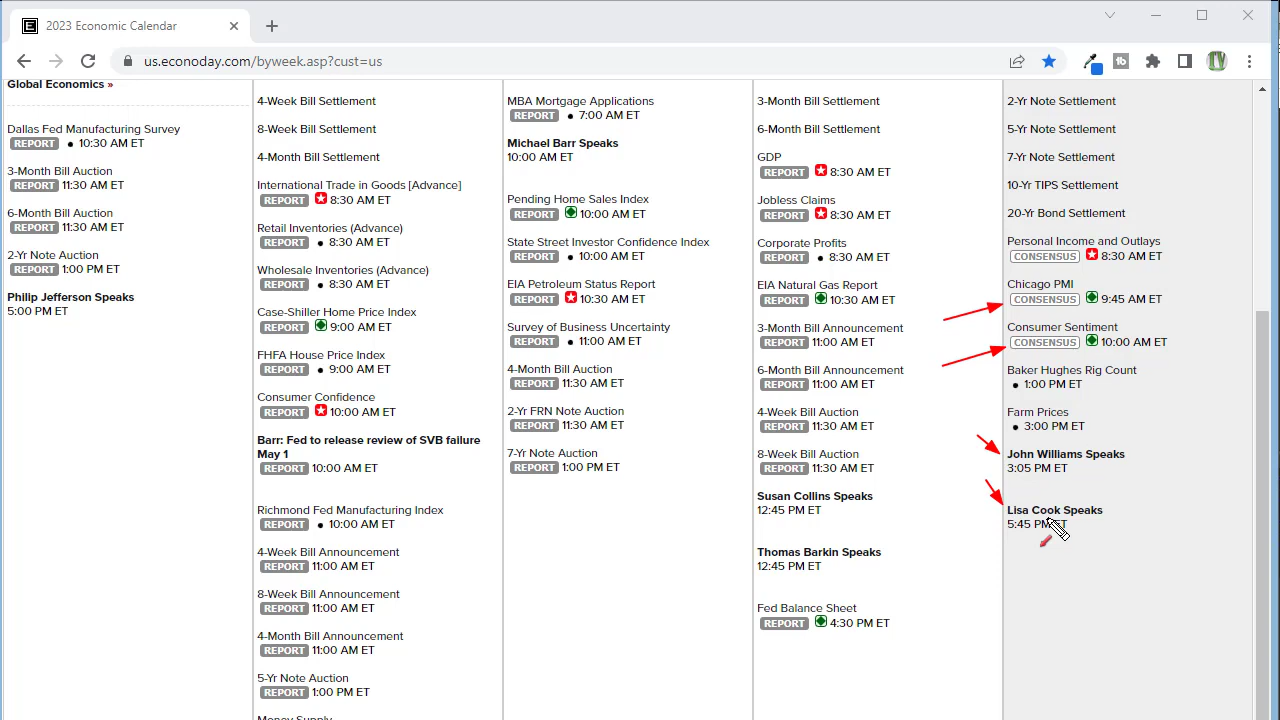 2023 Economic Calendar
us.econoday.com/byweek.asp?cust=us
Global Economics »
Dallas Fed Manufacturing Survey
REPORT • 10:30 AM ET
3-Month Bill Auction
REPORT 11:30 AM ET
6-Month Bill Auction
REPORT 11:30 AM ET
2-Yr Note Auction
REPORT 1:00 PM ET
Philip Jefferson Speaks
5:00 PM ET
4-Week Bill Settlement
8-Week Bill Settlement
4-Month Bill Settlement
International Trade in Goods [Advance]
REPORT 8:30 AM ET
Retail Inventories (Advance)
REPORT • 8:30 AM ET
Wholesale Inventories (Advance)
REPORT • 8:30 AM ET
Case-Shiller Home Price Index
REPORT 9:00 AM ET
FHFA House Price Index
REPORT • 9:00 AM ET
Consumer Confidence
REPORT 10:00 AM ET
Barr: Fed to release review of SVB failure
May 1
REPORT 10:00 AM ET
Richmond Fed Manufacturing Index
REPORT • 10:00 AM ET
4-Week Bill Announcement
REPORT 11:00 AM ET
8-Week Bill Announcement
REPORT 11:00 AM ET
4-Month Bill Announcement
REPORT 11:00 AM ET
5-Yr Note Auction
REPORT 1:00 PM ET
Money Supply
MBA Mortgage Applications
REPORT • 7:00 AM ET
Michael Barr Speaks
10:00 AM ET
Pending Home Sales Index
REPORT 10:00 AM ET
State Street Investor Confidence Index
REPORT • 10:00 AM ET
EIA Petroleum Status Report
REPORT 10:30 AM ET
Survey of Business Uncertainty
REPORT • 11:00 AM ET
4-Month Bill Auction
REPORT 11:30 AM ET
2-Yr FRN Note Auction
REPORT 11:30 AM ET
7-Yr Note Auction
REPORT 1:00 PM ET
3-Month Bill Settlement
6-Month Bill Settlement
GDP
REPORT 8:30 AM ET
Jobless Claims
REPORT 8:30 AM ET
Corporate Profits
REPORT • 8:30 AM ET
EIA Natural Gas Report
REPORT 10:30 AM ET
3-Month Bill Announcement
REPORT 11:00 AM ET
6-Month Bill Announcement
REPORT 11:00 AM ET
4-Week Bill Auction
REPORT 11:30 AM ET
8-Week Bill Auction
REPORT 11:30 AM ET
Susan Collins Speaks
12:45 PM ET
Thomas Barkin Speaks
12:45 PM ET
Fed Balance Sheet
REPORT 4:30 PM ET
2-Yr Note Settlement
5-Yr Note Settlement
7-Yr Note Settlement
10-Yr TIPS Settlement
20-Yr Bond Settlement
Personal Income and Outlays
CONSENSUS 8:30 AM ET
Chicago PMI
CONSENSUS 9:45 AM ET
Consumer Sentiment
CONSENSUS 10:00 AM ET
Baker Hughes Rig Count
• 1:00 PM ET
Farm Prices
• 3:00 PM ET
John Williams Speaks
3:05 PM ET
Lisa Cook Speaks
5:45 PM ET